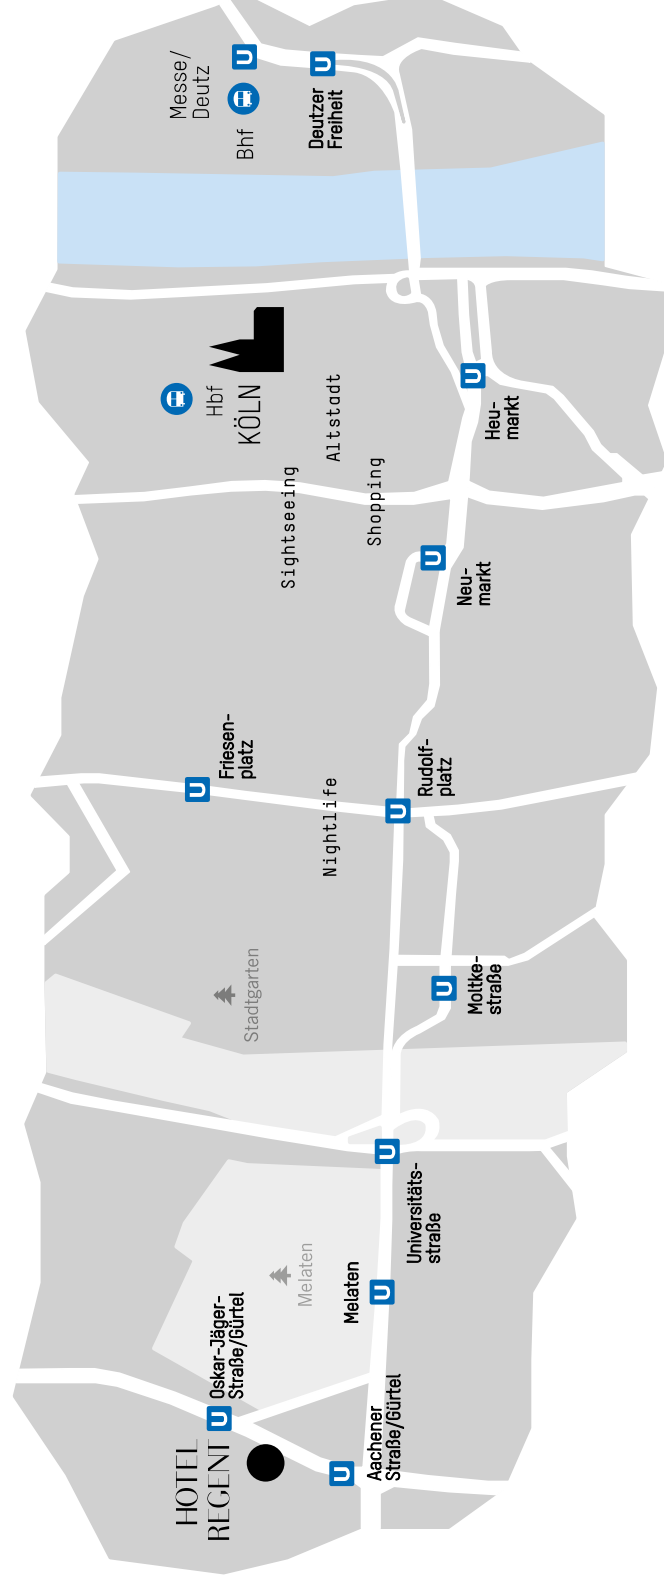 HOTEL
REGENT
Oskar-Jäger-
Straße/Gürtel
U
U
Aachener
Straße/Gürtel
Melaten
Melaten
U
U
Universitäts-
straße
Stadtgarten
U
Moltke-
straße
Friesen-
platz
U
Nightlife
U
Rudolf-
platz
Sightseeing
Shopping
Altstadt
U
Neu-
markt
Hbf
KÖLN
U
Heu-
markt
Messe/
Deutz
Bhf
U
U
Deutzer
Freiheit